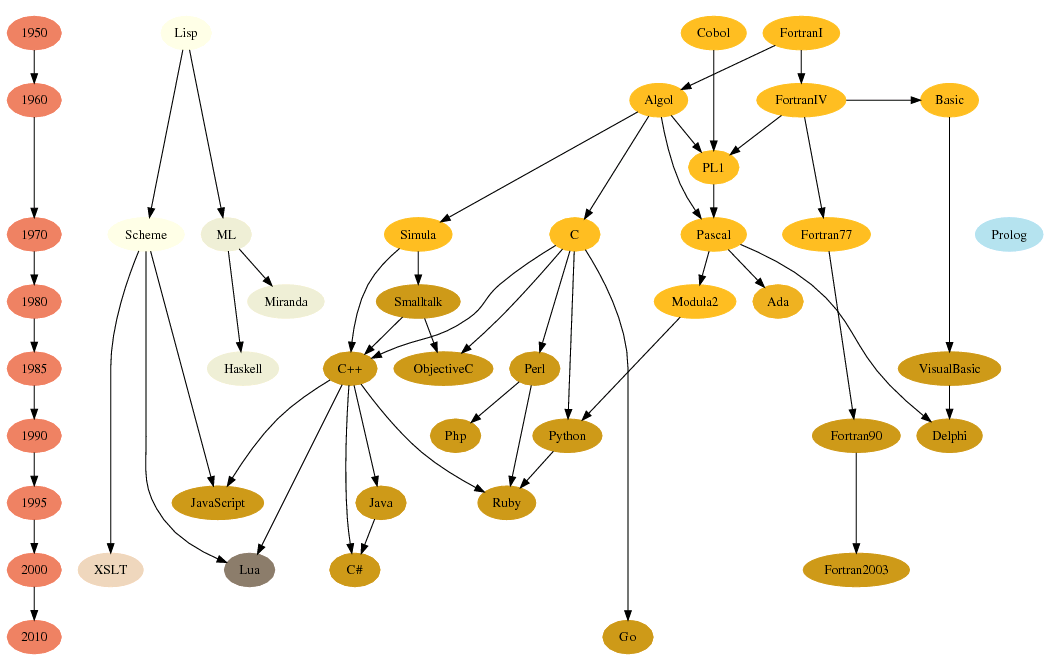 1950 Lisp Cobol FortranI
1960 Algol FortranIV Basic
PL1
1970 Scheme ML Simula C Pascal Fortran77 Prolog
1980 Miranda Smalltalk Modula2 Ada
1985 Haskell C++ ObjectiveC Perl VisualBasic
1990 Php Python Fortran90 Delphi
1995 JavaScript Java Ruby
2000 XSLT Lua C# Fortran2003
2010 Go